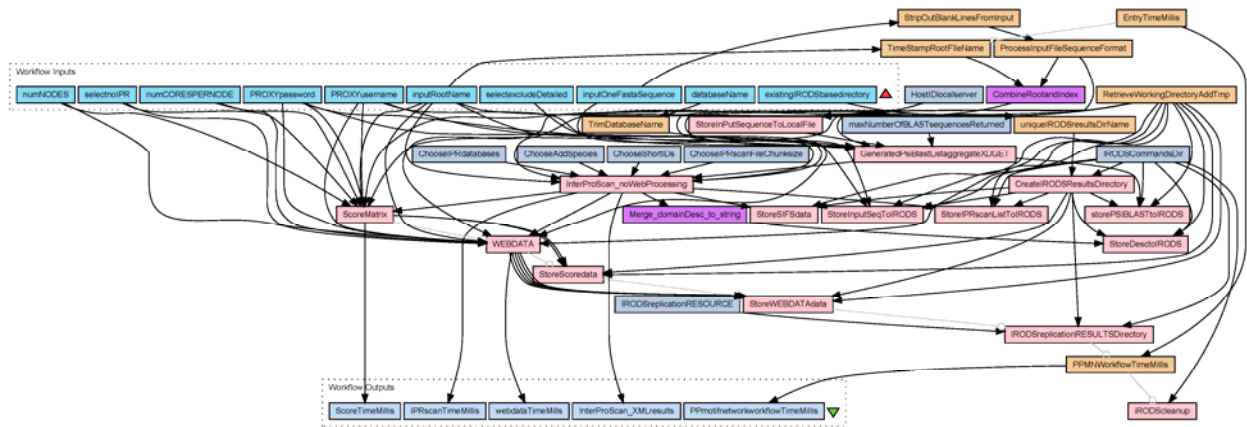 StripOutBlankLinesFromInput
EntryTimeMillis
TimeStampRootFileName
ProcessInputFileSequenceFormat
Workflow Inputs
numNODES
selectnoIPR
numCORESPERNODE
PROXYpassword
PROXYusername
inputRootName
selectexcludeDetailed
inputOneFastaSequence
databaseName
existingIRODSbasedirectory
HostIDlocalserver
CombineRootandIndex
RetrieveWorkingDirectoryAddTmp
TrimDatabaseName
StoreInPutSequenceToLocalFile
maxNumberOfBLASTsequencesReturned
uniqueIRODSresultsDirName
ChooseIPRdatabases
ChooseAddSpecies
ChooseShortIDs
ChooseIPRscanFileChunksize
GeneratedPsiBlastListaggregateXDGET
IRODSCommandsDir
InterProScan_noWebProcessing
CreateIRODSResultsDirectory
ScoreMatrix
Merge_domainDesc_to_string
StoreSIFSdata
StoreInputSeqToIRODS
StoreIPRscanListToIRODS
storePSIBLASTtoIRODS
WEBDATA
StoreDesctoIRODS
StoreScoredata
IRODSreplicationRESOURCE
StoreWEBDATAdata
IRODSreplicationRESULTSDirectory
PPMNWorkflowTimeMillis
Workflow Outputs
ScoreTimeMillis
IPRscanTimeMillis
webdataTimeMills
InterProScan_XMLresults
PPmotifnetworkworkflowTimeMillis
iRODScleanup